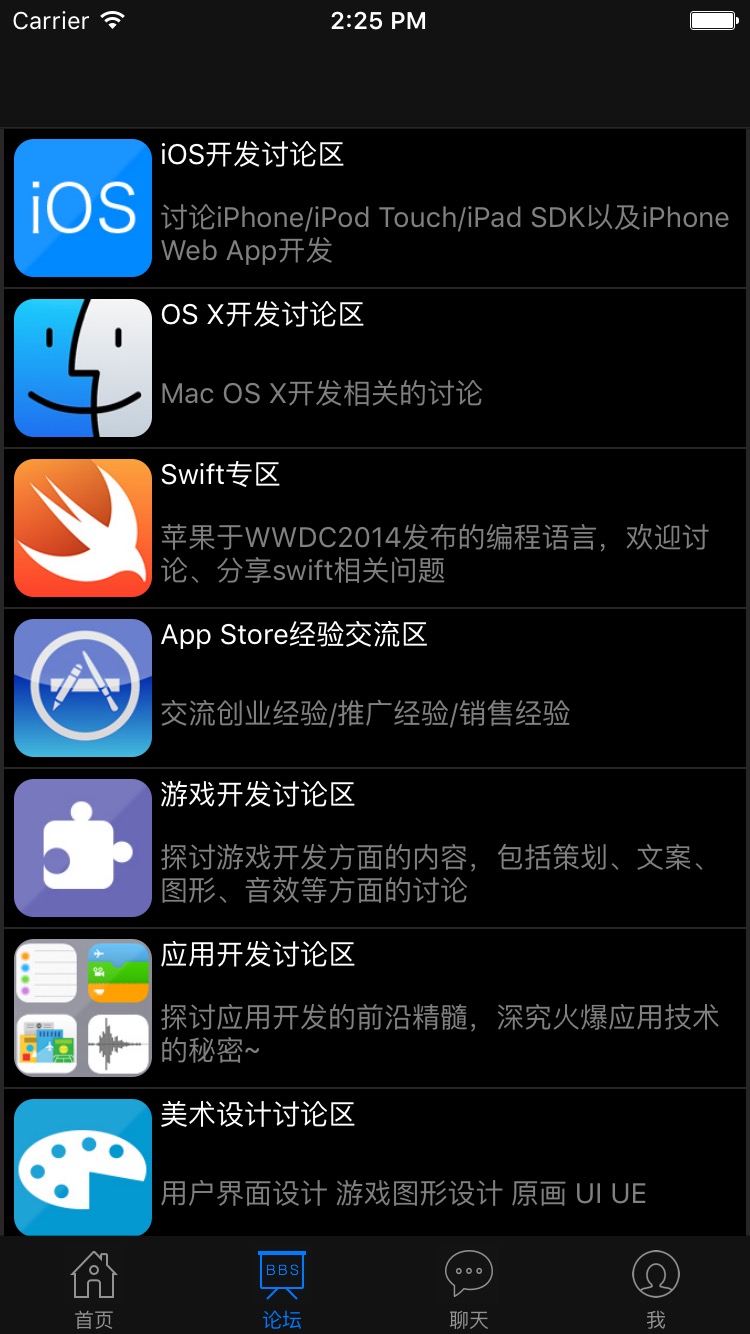 Carrier 2:25 PM
iOS
iOS开发讨论区
讨论iPhone/iPod Touch/iPad SDK以及iPhone
Web App开发
OS X开发讨论区
Mac OS X开发相关的讨论
Swift专区
苹果于WWDC2014发布的编程语言，欢迎讨
论、分享swift相关问题
App Store经验交流区
交流创业经验/推广经验/销售经验
游戏开发讨论区
探讨游戏开发方面的内容，包括策划、文案、
图形、音效等方面的讨论
应用开发讨论区
探讨应用开发的前沿精髓，深究火爆应用技术
的秘密~
美术设计讨论区
用户界面设计 游戏图形设计 原画 UI UE
BBS
首页 论坛 聊天 我